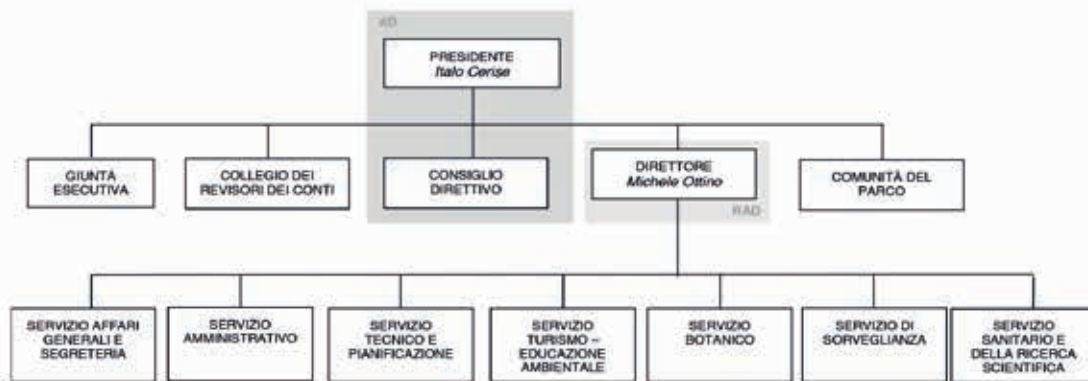 AD
PRESIDENTE
Italo Cerise
GIUNTA
ESECUTIVA
COLLEGIO DEI
REVISORI DEI CONTI
CONSIGLIO
DIRETTIVO
DIRETTORE
Michele Ottino
COMUNITÀ DEL
PARCO
RAD
SERVIZIO AFFARI
GENERALI E
SEGRETERIA
SERVIZIO
AMMINISTRATIVO
SERVIZIO
TECNICO E
PIANIFICAZIONE
SERVIZIO
TURISMO –
EDUCAZIONE
AMBIENTALE
SERVIZIO
BOTANICO
SERVIZIO DI
SORVEGLIANZA
SERVIZIO
SANITARIO E
DELLA RICERCA
SCIENTIFICA